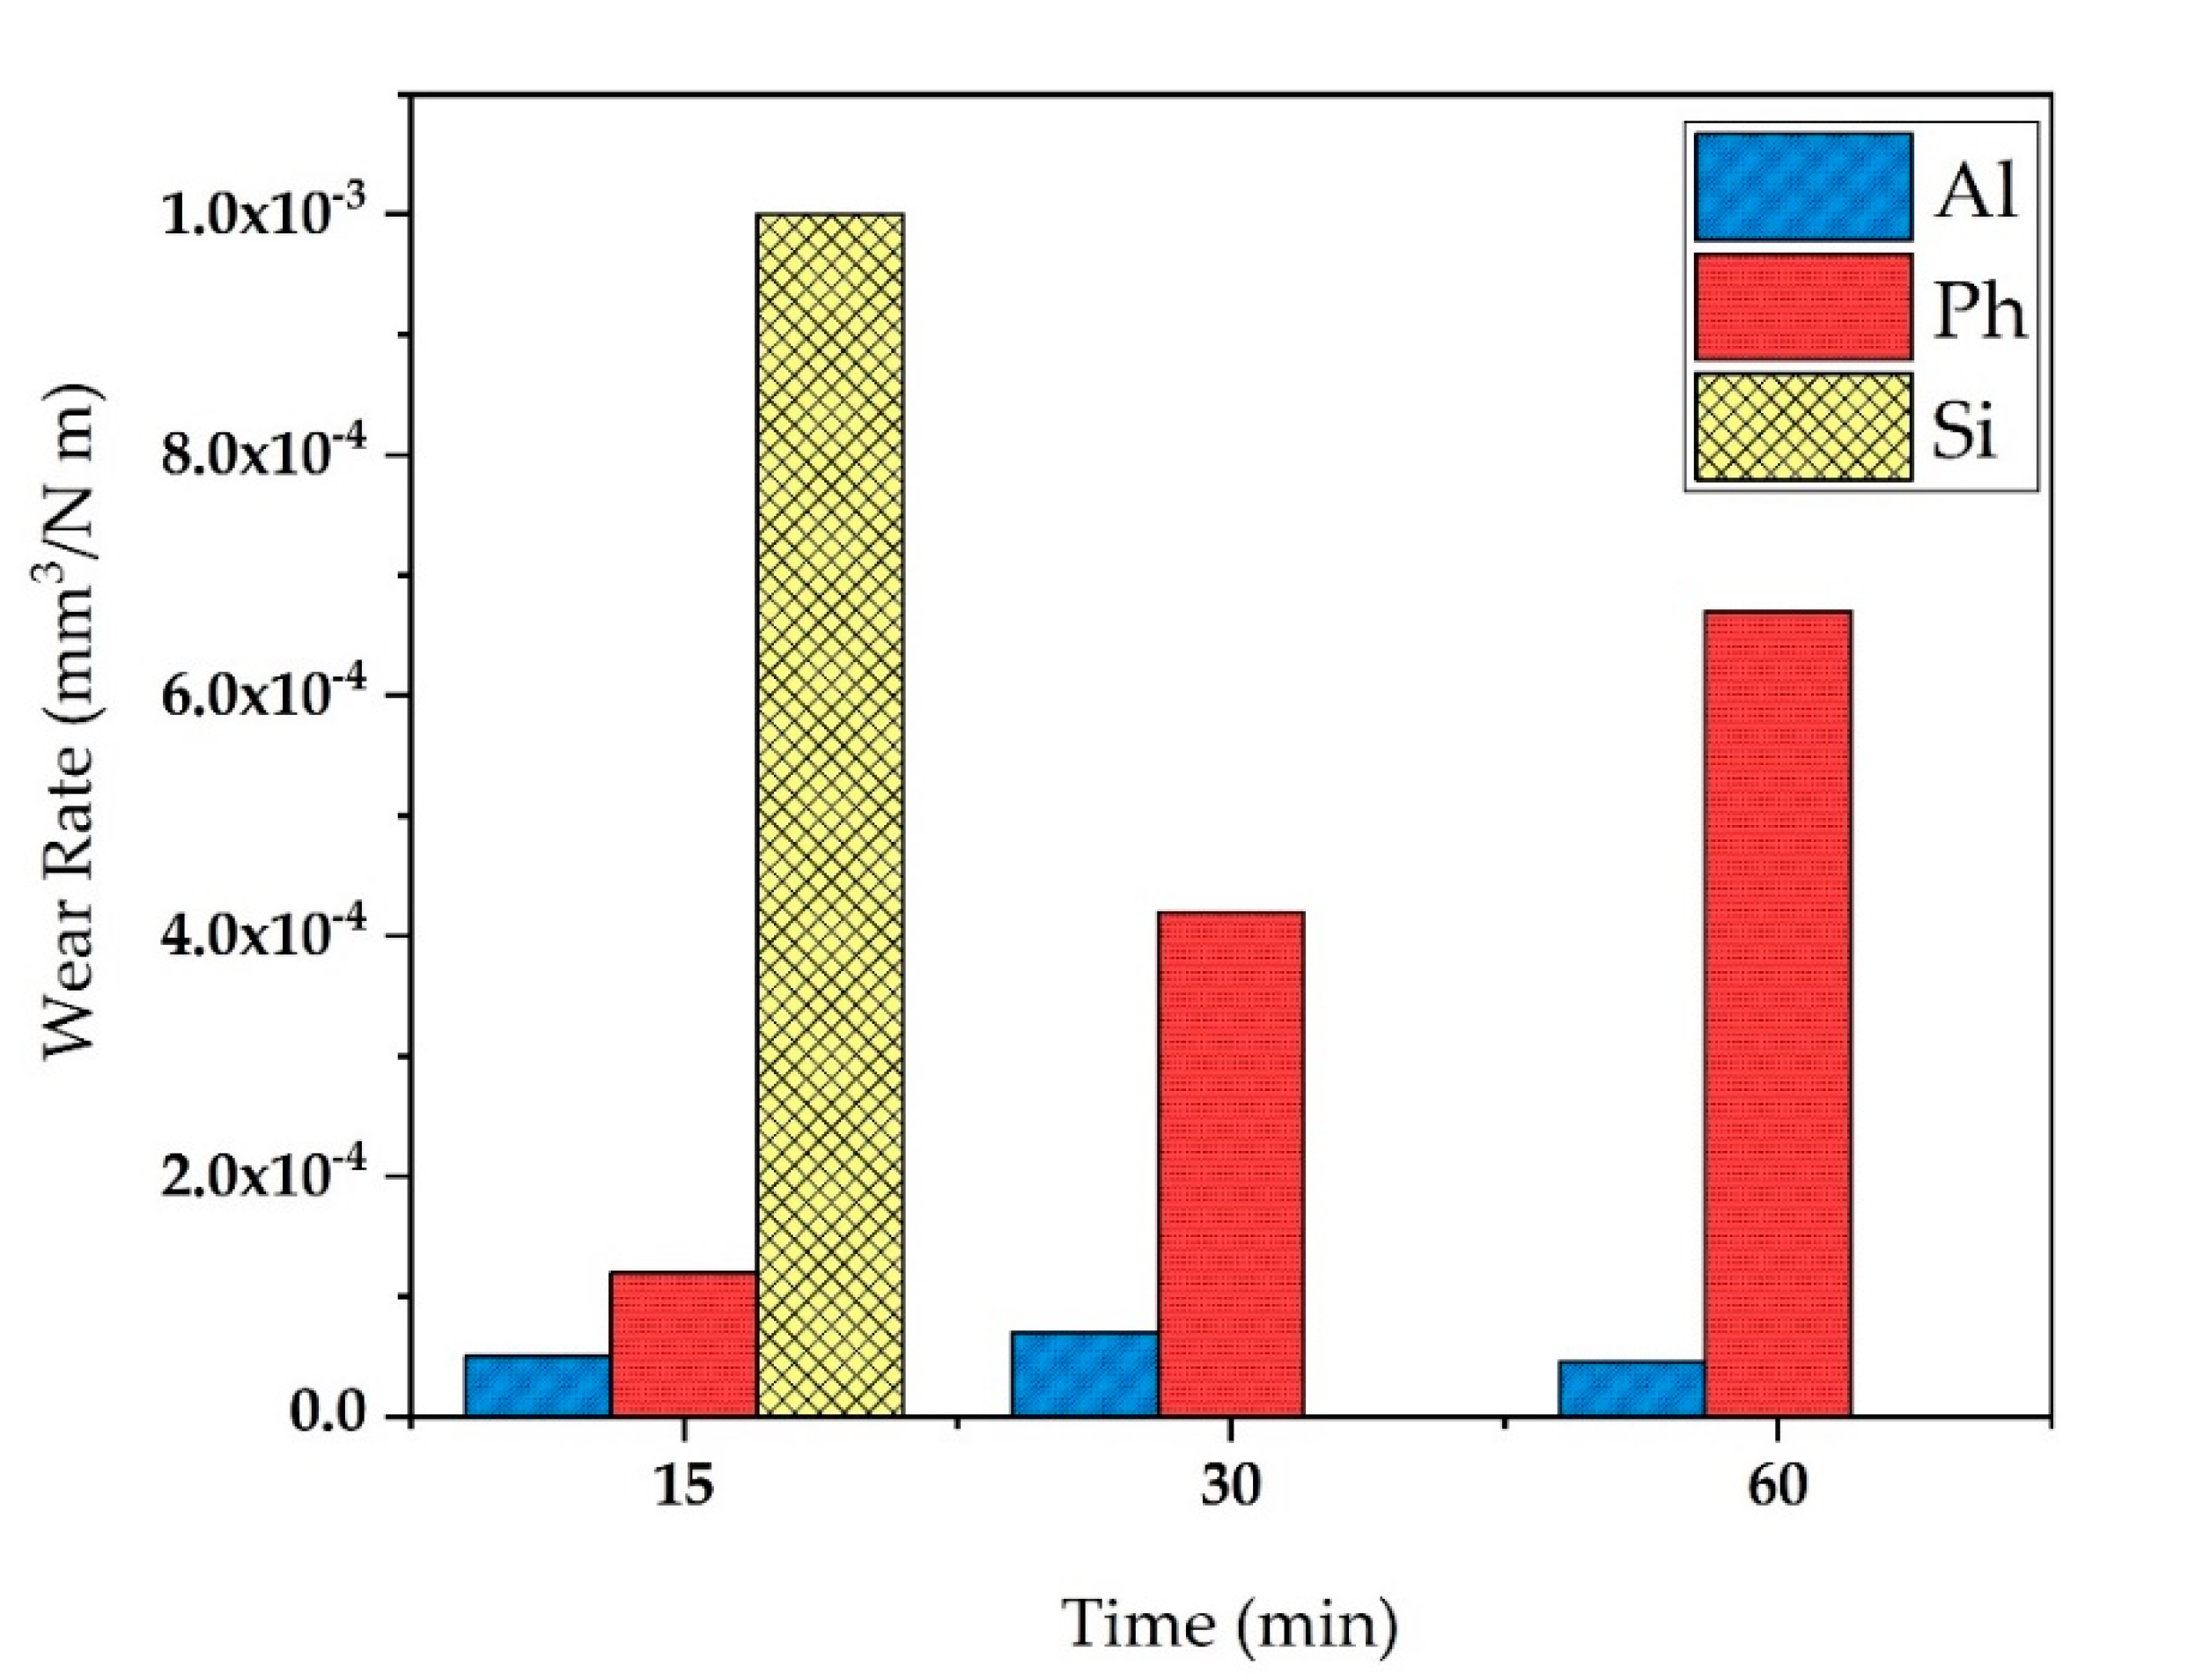 Wear Rate (mm³/N m)
1.0x10⁻³
8.0x10⁻⁴
6.0x10⁻⁴
4.0x10⁻⁴
2.0x10⁻⁴
0.0
Al
Ph
Si
15
30
60
Time (min)